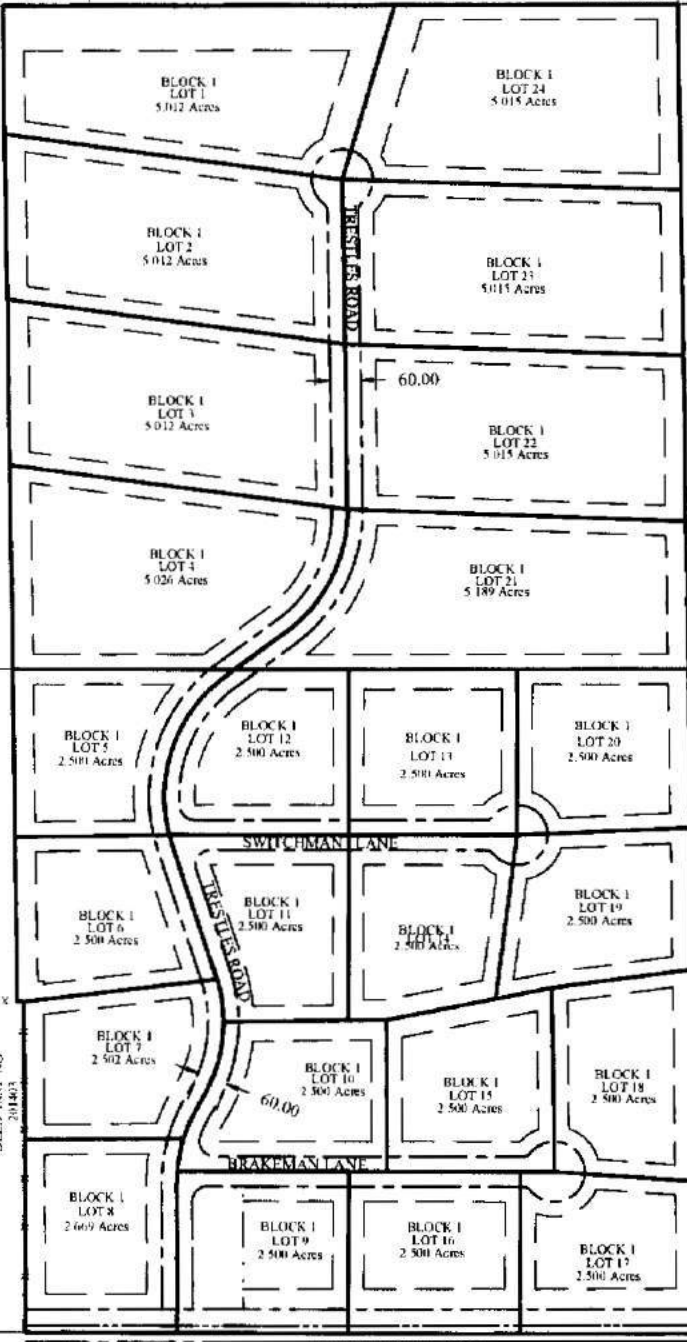 BLOCK 1
LOT 1
5.012 Acres
BLOCK 1
LOT 24
5.015 Acres
BLOCK 1
LOT 2
5.012 Acres
TRESTLES ROAD
BLOCK 1
LOT 23
5.015 Acres
60.00
BLOCK 1
LOT 3
5.012 Acres
BLOCK 1
LOT 22
5.015 Acres
BLOCK 1
LOT 4
5.026 Acres
BLOCK 1
LOT 21
5.189 Acres
BLOCK 1
LOT 5
2.500 Acres
BLOCK 1
LOT 12
2.500 Acres
BLOCK 1
LOT 13
2.500 Acres
BLOCK 1
LOT 20
2.500 Acres
SWITCHMAN LANE
BLOCK 1
LOT 6
2.500 Acres
TRESTLES ROAD
BLOCK 1
LOT 11
2.500 Acres
BLOCK 1
LOT 14
2.500 Acres
BLOCK 1
LOT 19
2.500 Acres
BLOCK 1
LOT 7
2.502 Acres
60.00
BLOCK 1
LOT 10
2.500 Acres
BLOCK 1
LOT 15
2.500 Acres
BLOCK 1
LOT 18
2.500 Acres
201403
BRAKEMAN LANE
BLOCK 1
LOT 8
2.669 Acres
BLOCK 1
LOT 9
2.500 Acres
BLOCK 1
LOT 16
2.500 Acres
BLOCK 1
LOT 17
2.500 Acres